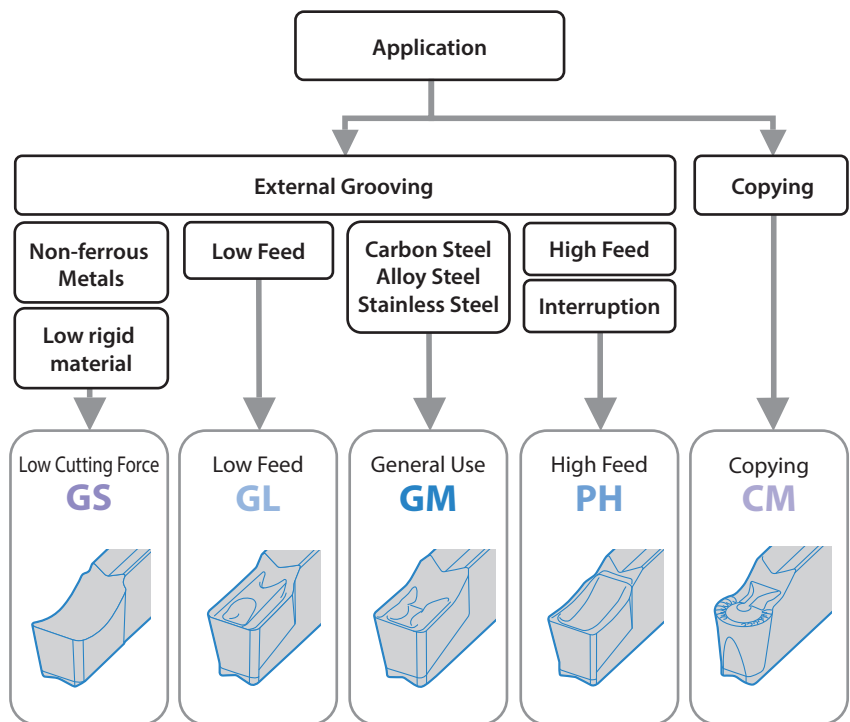 Application
External Grooving
Copying
Non-ferrous
Metals
Low rigid
material
Low Feed
Carbon Steel
Alloy Steel
Stainless Steel
High Feed
Interruption
Low Cutting Force
GS
Low Feed
GL
General Use
GM
High Feed
PH
Copying
CM